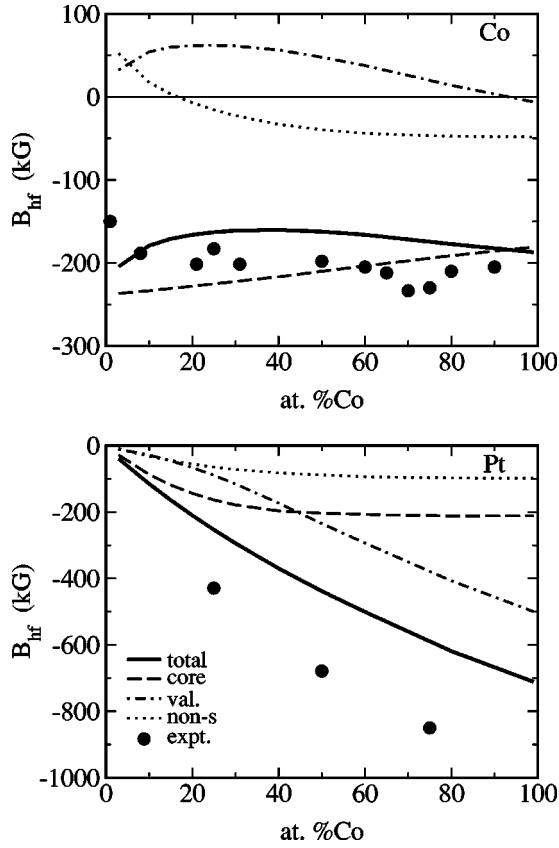 100
Co
0
B_hf (kG)
-100
-200
-300
0 20 40 60 80 100
at. %Co
0
Pt
-200
B_hf (kG)
-400
-600
total
core
-800
val.
non-s
expt.
-1000
0 20 40 60 80 100
at. %Co